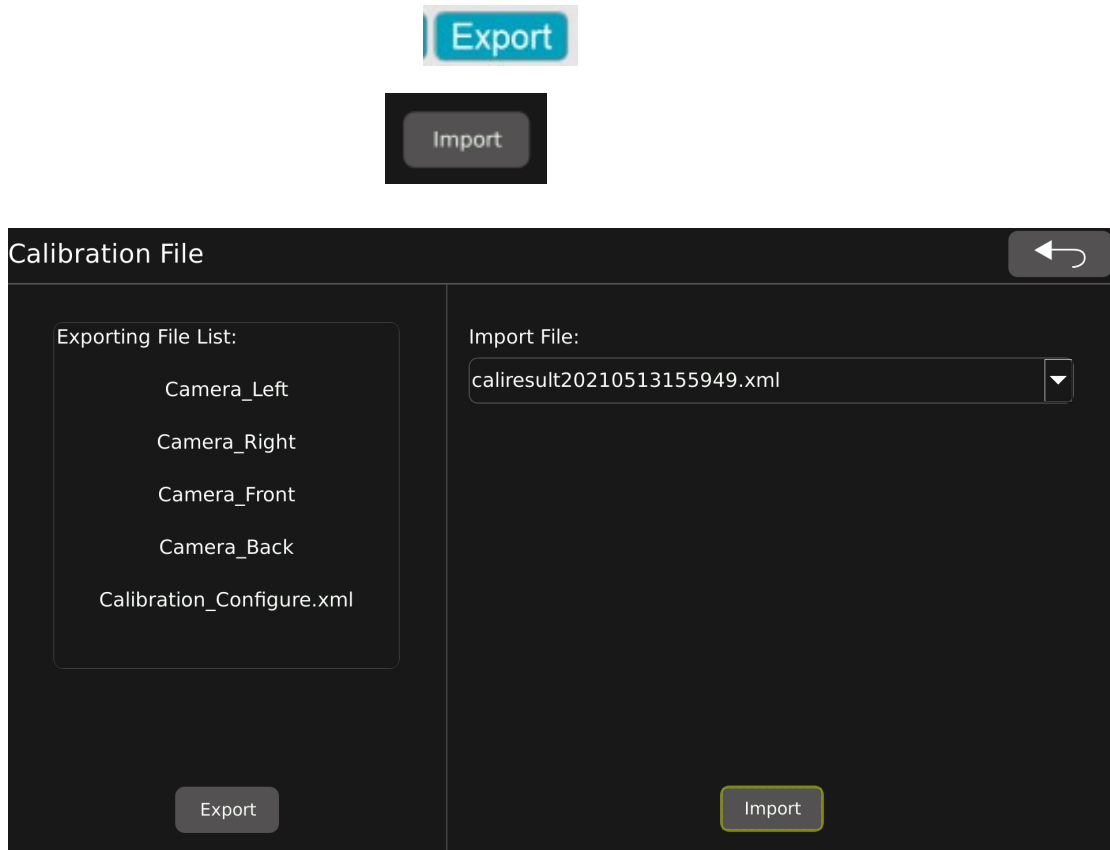 Export
Import
Calibration File
Exporting File List:
Camera_Left
Camera_Right
Camera_Front
Camera_Back
Calibration_Configure.xml
Export
Import File:
caliresult20210513155949.xml
Import